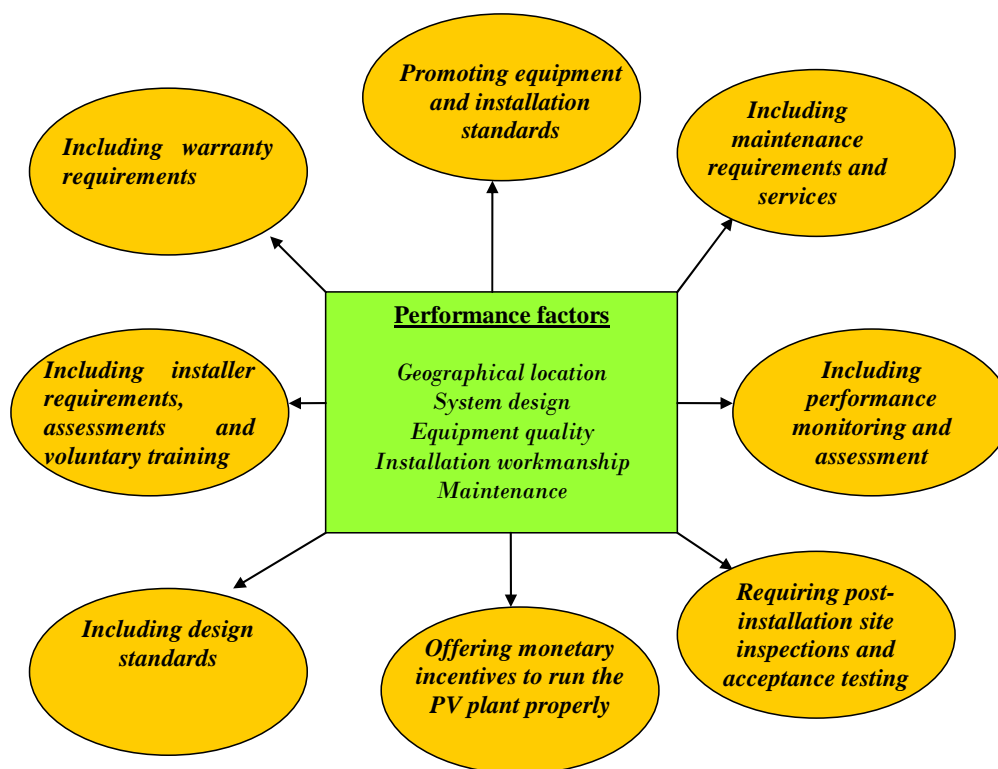 Promoting equipment
and installation
standards
Including warranty
requirements
Including
maintenance
requirements and
services
Performance factors
Geographical location
System design
Equipment quality
Installation workmanship
Maintenance
Including installer
requirements,
assessments and
voluntary training
Including
performance
monitoring and
assessment
Including design
standards
Offering monetary
incentives to run the
PV plant properly
Requiring post-
installation site
inspections and
acceptance testing